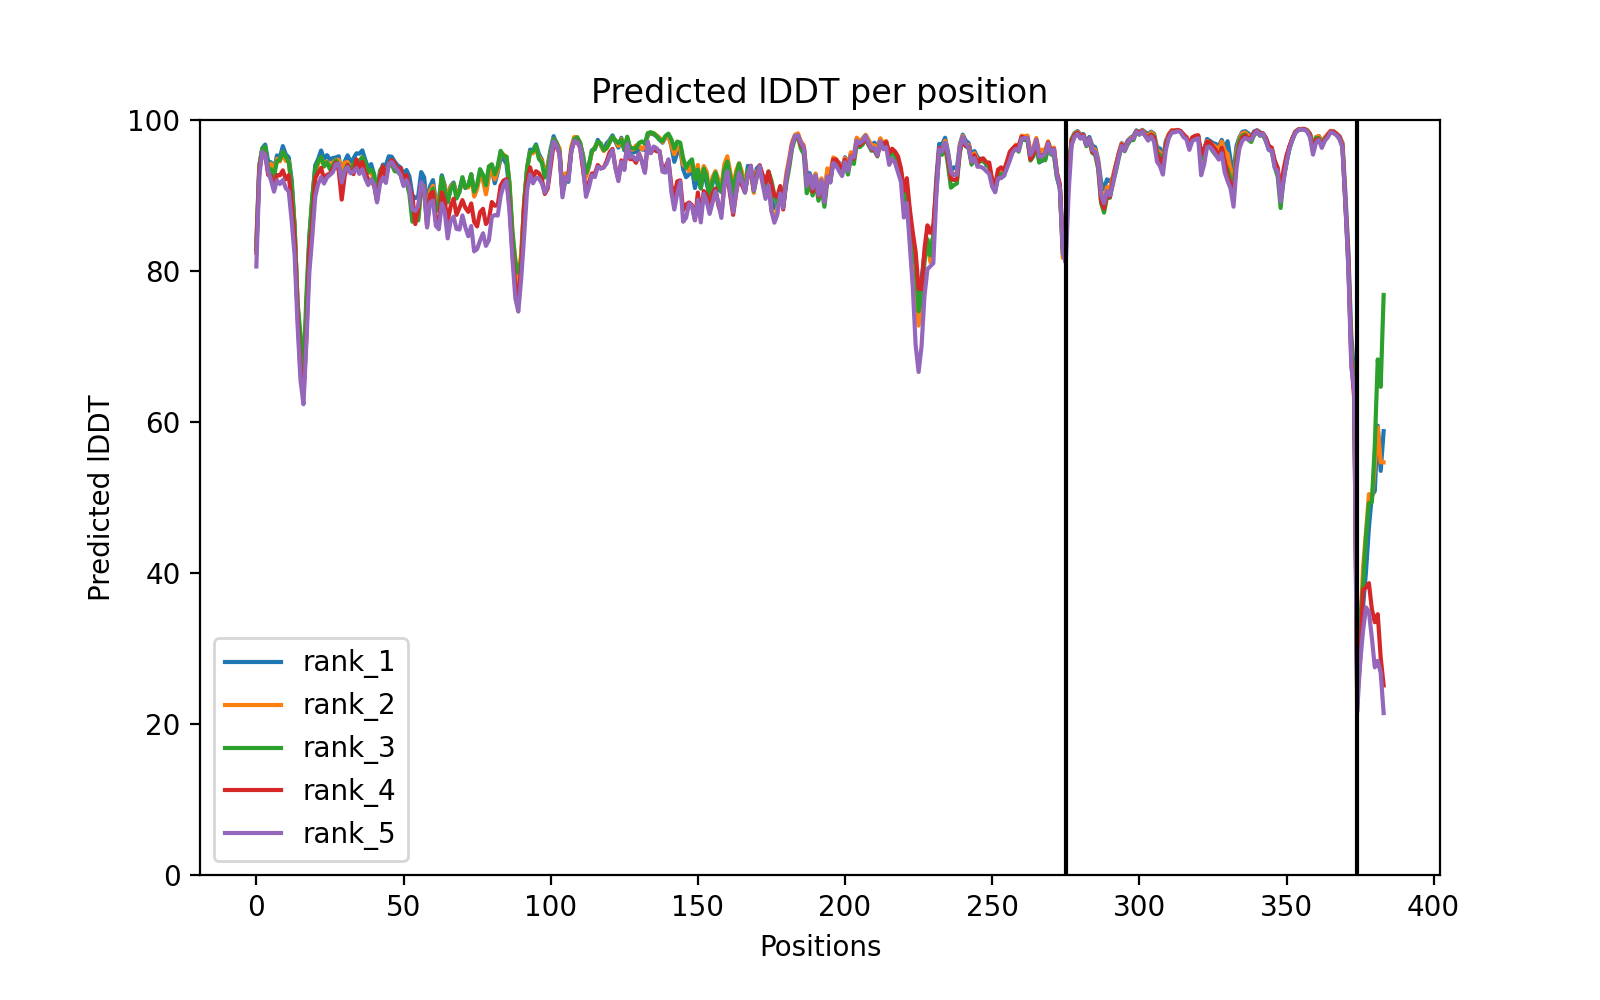 Predicted lDDT per position
100
80
60
40
20
0
Predicted lDDT
rank_1
rank_2
rank_3
rank_4
rank_5
0 50 100 150 200 250 300 350 400
Positions